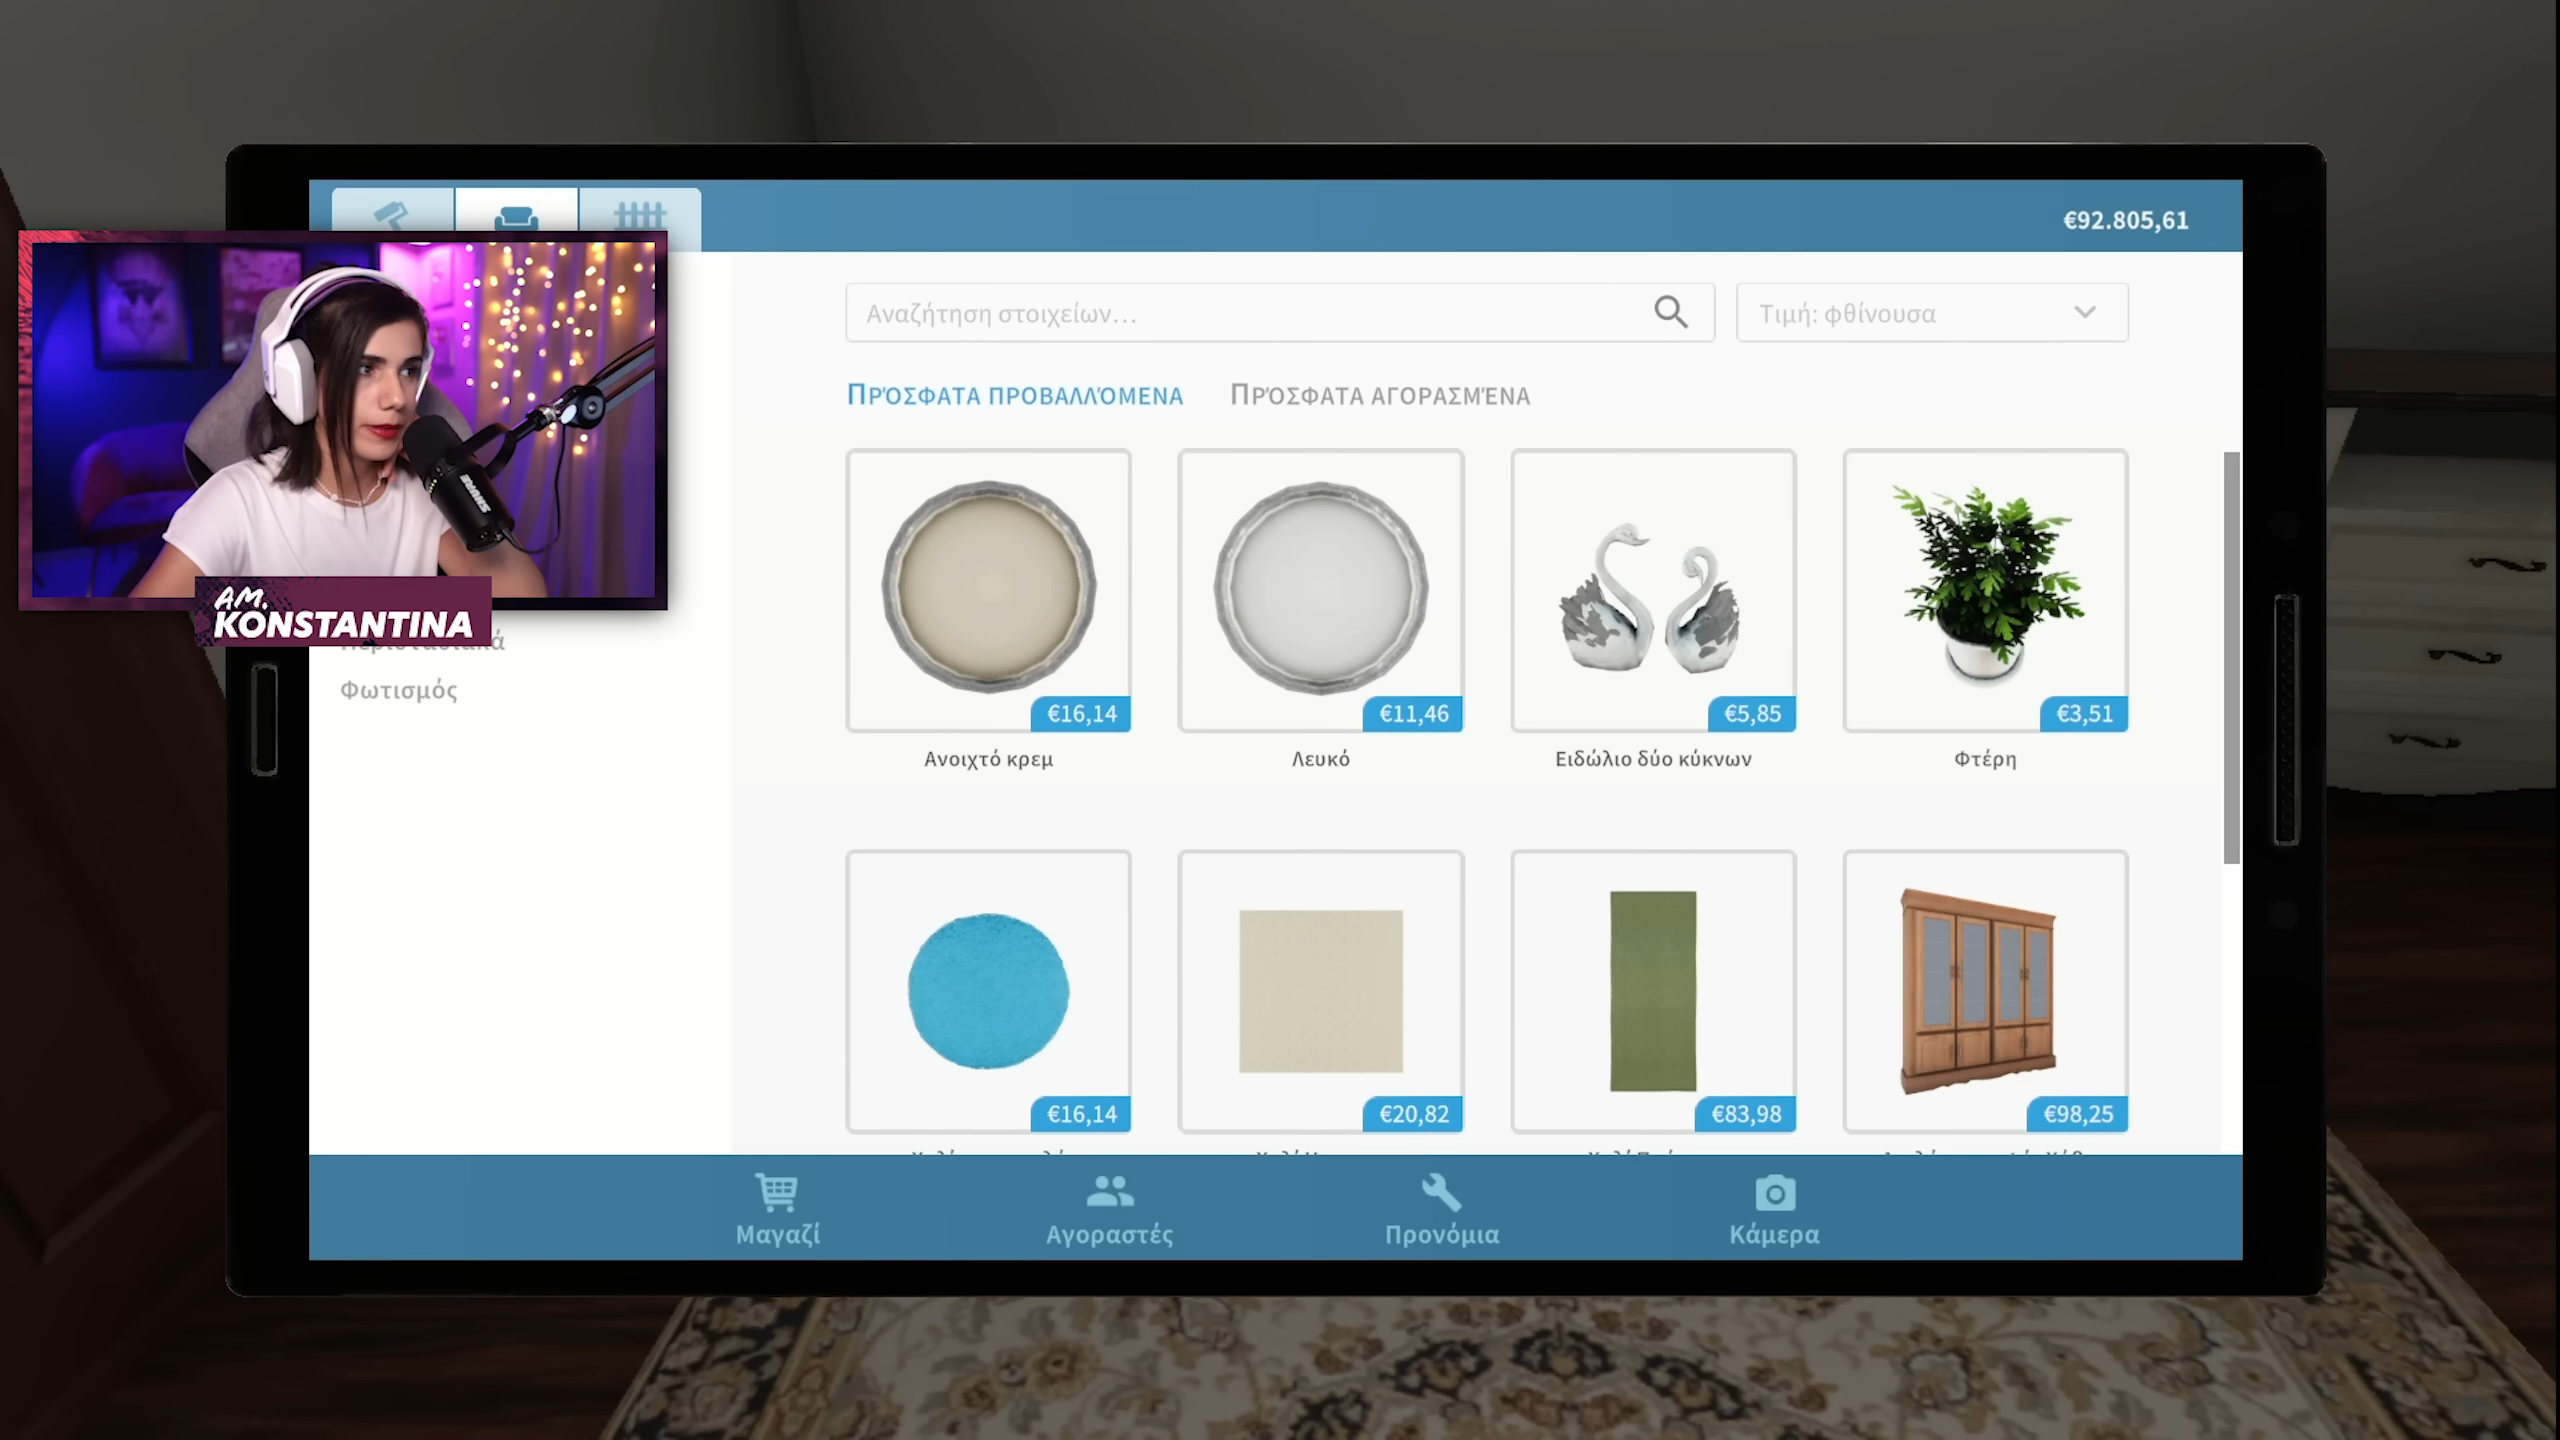 €92.805,61
Αναζήτηση στοιχείων...
Τιμή: φθίνουσα
ΠΡΌΣΦΑΤΑ ΠΡΟΒΑΛΛΌΜΕΝΑ
ΠΡΌΣΦΑΤΑ ΑΓΟΡΑΣΜΈΝΑ
AM.
KONSTANTINA
Φωτισμός
€16,14
€11,46
€5,85
€3,51
Ανοιχτό κρεμ
Λευκό
Ειδώλιο δύο κύκνων
Φτέρη
€16,14
€20,82
€83,98
€98,25
Μαγαζί
Αγοραστές
Προνόμια
Κάμερα